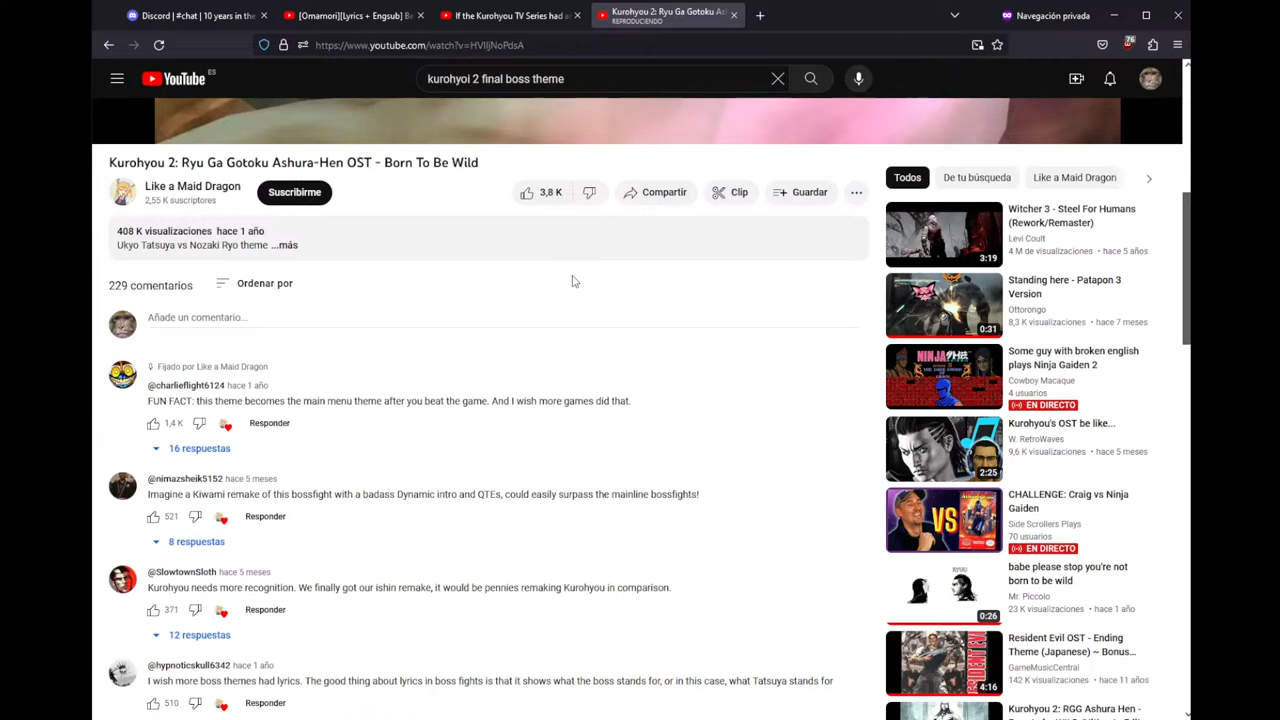 Discord | #chat | 10 years in the
[Omamori][Lyrics + Engsub] Be
If the Kurohyou TV Series had a
Kurohyou 2: Ryu Ga Gotoku As
REPRODUCIENDO
Navegación privada
https://www.youtube.com/watch?v=HVIIjNoPdsA
76
YouTube ES
kurohyoi 2 final boss theme
Kurohyou 2: Ryu Ga Gotoku Ashura-Hen OST - Born To Be Wild
Like a Maid Dragon
2,55 K suscriptores
Suscribirme
3,8 K
Compartir
Clip
Guardar
408 K visualizaciones hace 1 año
Ukyo Tatsuya vs Nozaki Ryo theme ...más
229 comentarios
Ordenar por
Añade un comentario...
Fijado por Like a Maid Dragon
@charlieflight6124 hace 1 año
FUN FACT: this theme becomes the main menu theme after you beat the game. And I wish more games did that.
1,4 K
Responder
16 respuestas
@nimazsheik5152 hace 5 meses
Imagine a Kiwami remake of this bossfight with a badass Dynamic intro and QTEs, could easily surpass the mainline bossfights!
521
Responder
8 respuestas
@SlowtownSloth hace 5 meses
Kurohyou needs more recognition. We finally got our ishin remake, it would be pennies remaking Kurohyou in comparison.
371
Responder
12 respuestas
@hypnoticskull6342 hace 1 año
I wish more boss themes had lyrics. The good thing about lyrics in boss fights is that it shows what the boss stands for, or in this case, what Tatsuya stands for
510
Responder
Todos
De tu búsqueda
Like a Maid Dragon
Witcher 3 - Steel For Humans
(Rework/Remaster)
Levi Coult
4 M de visualizaciones • hace 5 años
3:19
Standing here - Patapon 3
Version
Ottorongo
8,3 K visualizaciones • hace 7 meses
0:31
Some guy with broken english
plays Ninja Gaiden 2
Cowboy Macaque
4 usuarios
EN DIRECTO
NINJA
Kurohyou's OST be like...
W. RetroWaves
9,6 K visualizaciones • hace 5 meses
2:25
CHALLENGE: Craig vs Ninja
Gaiden
Side Scrollers Plays
70 usuarios
EN DIRECTO
VS
babe please stop you're not
born to be wild
Mr. Piccolo
23 K visualizaciones • hace 1 año
0:26
Resident Evil OST - Ending
Theme (Japanese) ~ Bonus...
GameMusicCentral
142 K visualizaciones • hace 11 años
4:16
Kurohyou 2: RGG Ashura Hen -